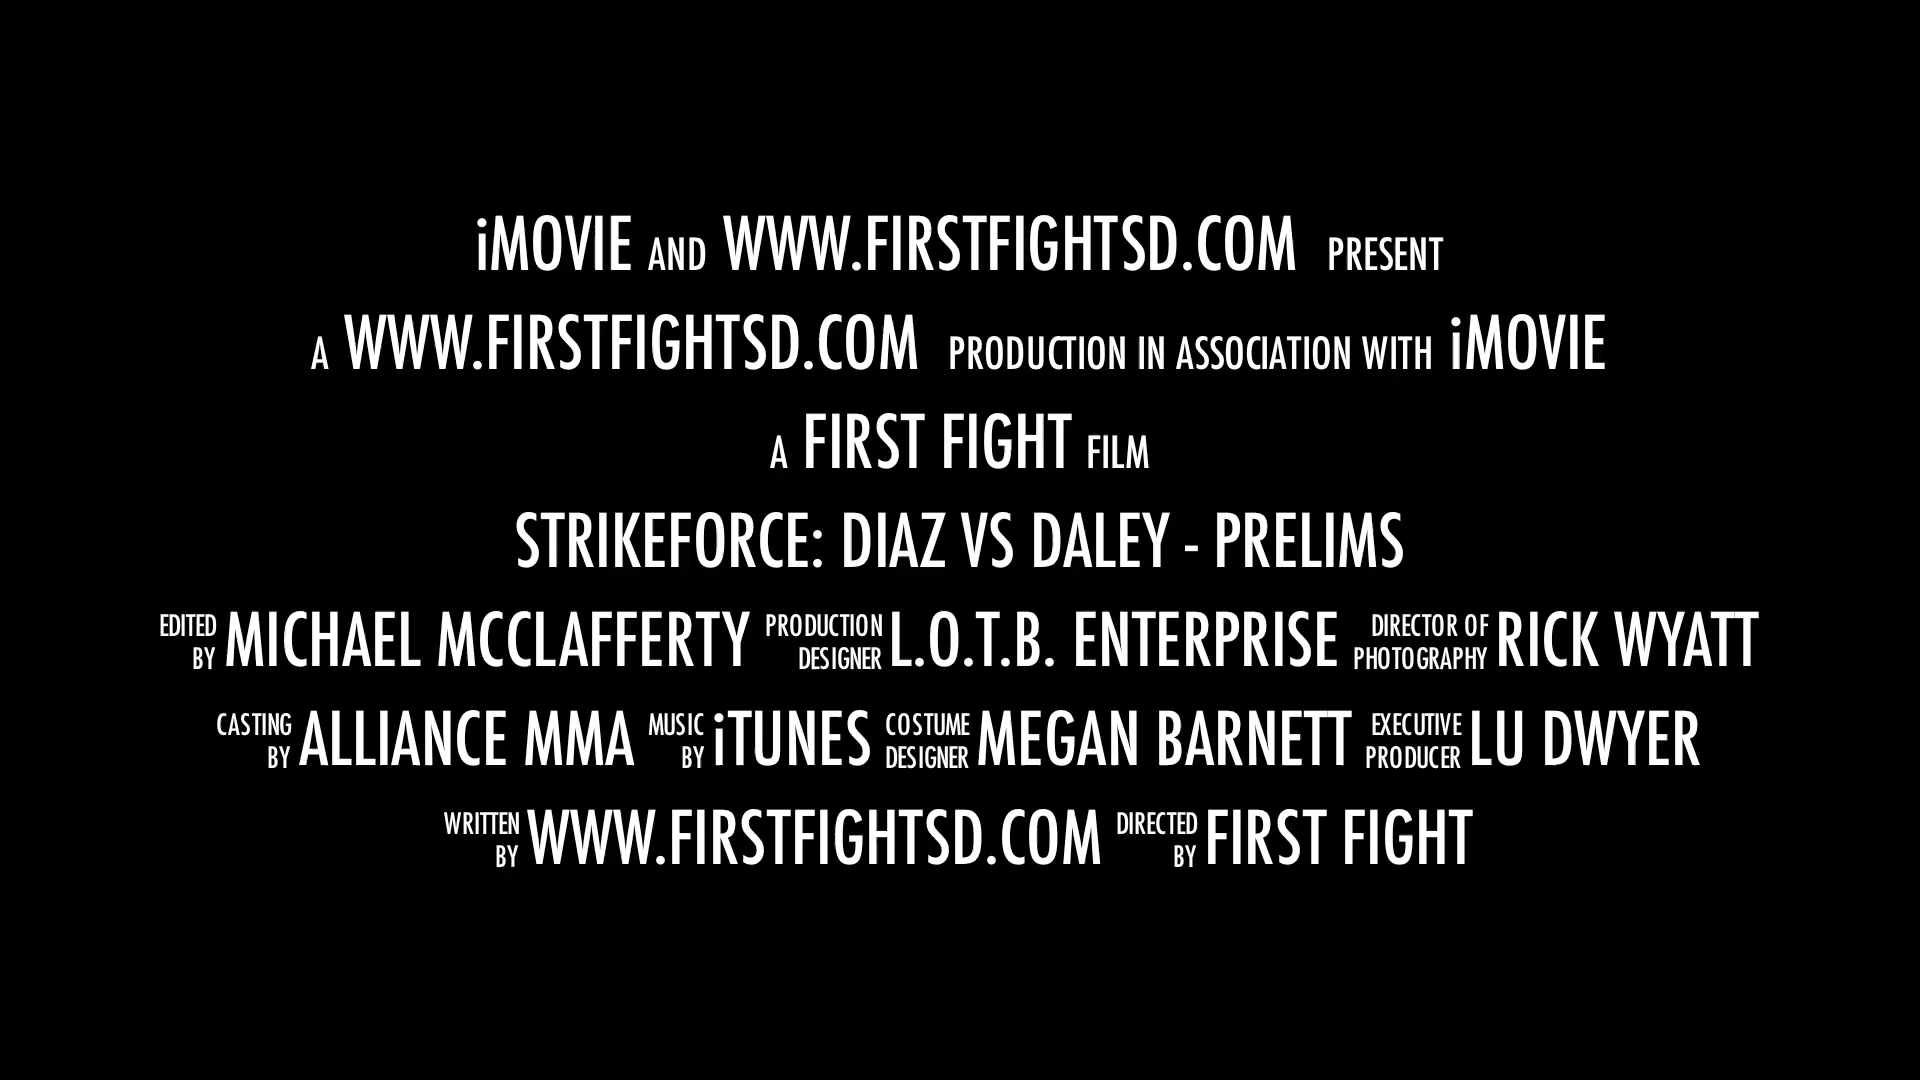 iMOVIE AND WWW.FIRSTFIGHTSD.COM PRESENT
A WWW.FIRSTFIGHTSD.COM PRODUCTION IN ASSOCIATION WITH iMOVIE
A FIRST FIGHT FILM
STRIKEFORCE: DIAZ VS DALEY - PRELIMS
EDITED BY MICHAEL MCCLAFFERTY PRODUCTION DESIGNER L.O.T.B. ENTERPRISE DIRECTOR OF PHOTOGRAPHY RICK WYATT
CASTING BY ALLIANCE MMA MUSIC BY iTUNES COSTUME DESIGNER MEGAN BARNETT EXECUTIVE PRODUCER LU DWYER
WRITTEN BY WWW.FIRSTFIGHTSD.COM DIRECTED BY FIRST FIGHT